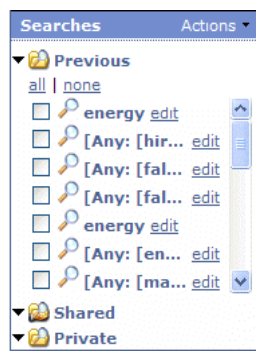 Searches Actions
Previous
all | none
energy edit
[Any: [hir... edit
[Any: [fal... edit
[Any: [fal... edit
energy edit
[Any: [en... edit
[Any: [ma... edit
Shared
Private